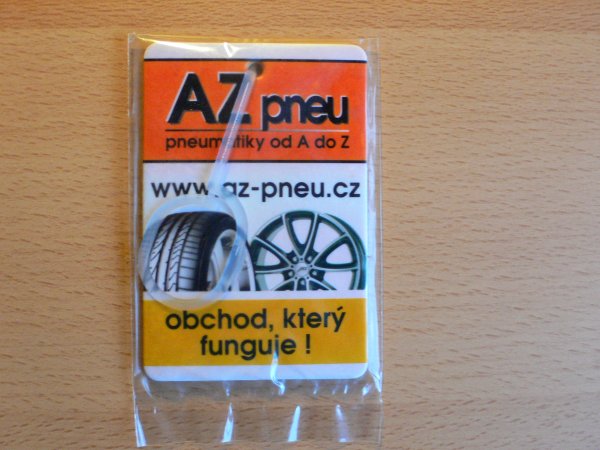 AZ pneu
pneumatiky od A do Z
www.az-pneu.cz
obchod, který
funguje !